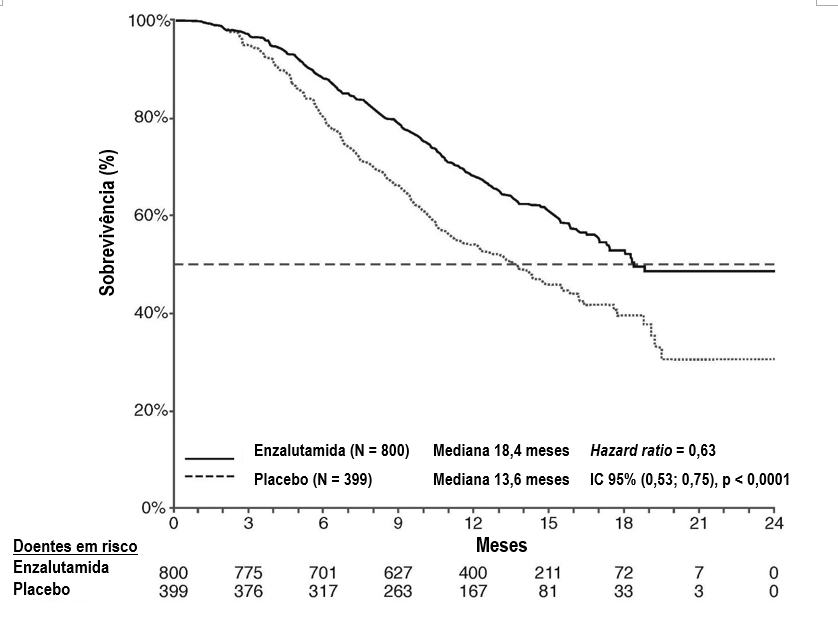 100%
80%
60%
40%
20%
0%
Sobrevivência (%)
Enzalutamida (N = 800) Mediana 18,4 meses Hazard ratio = 0,63
Placebo (N = 399) Mediana 13,6 meses IC 95% (0,53; 0,75), p < 0,0001
0 3 6 9 12 15 18 21 24
Meses
Doentes em risco
Enzalutamida 800 775 701 627 400 211 72 7 0
Placebo 399 376 317 263 167 81 33 3 0